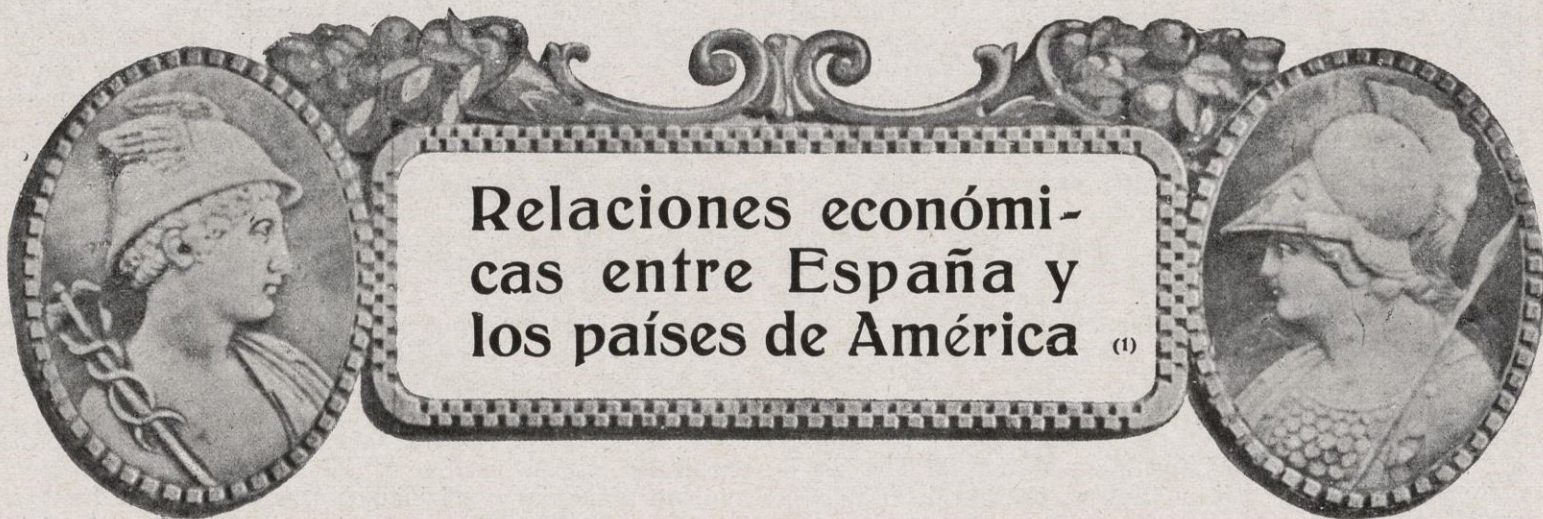 Relaciones económi-
cas entre España y
los países de América (1)